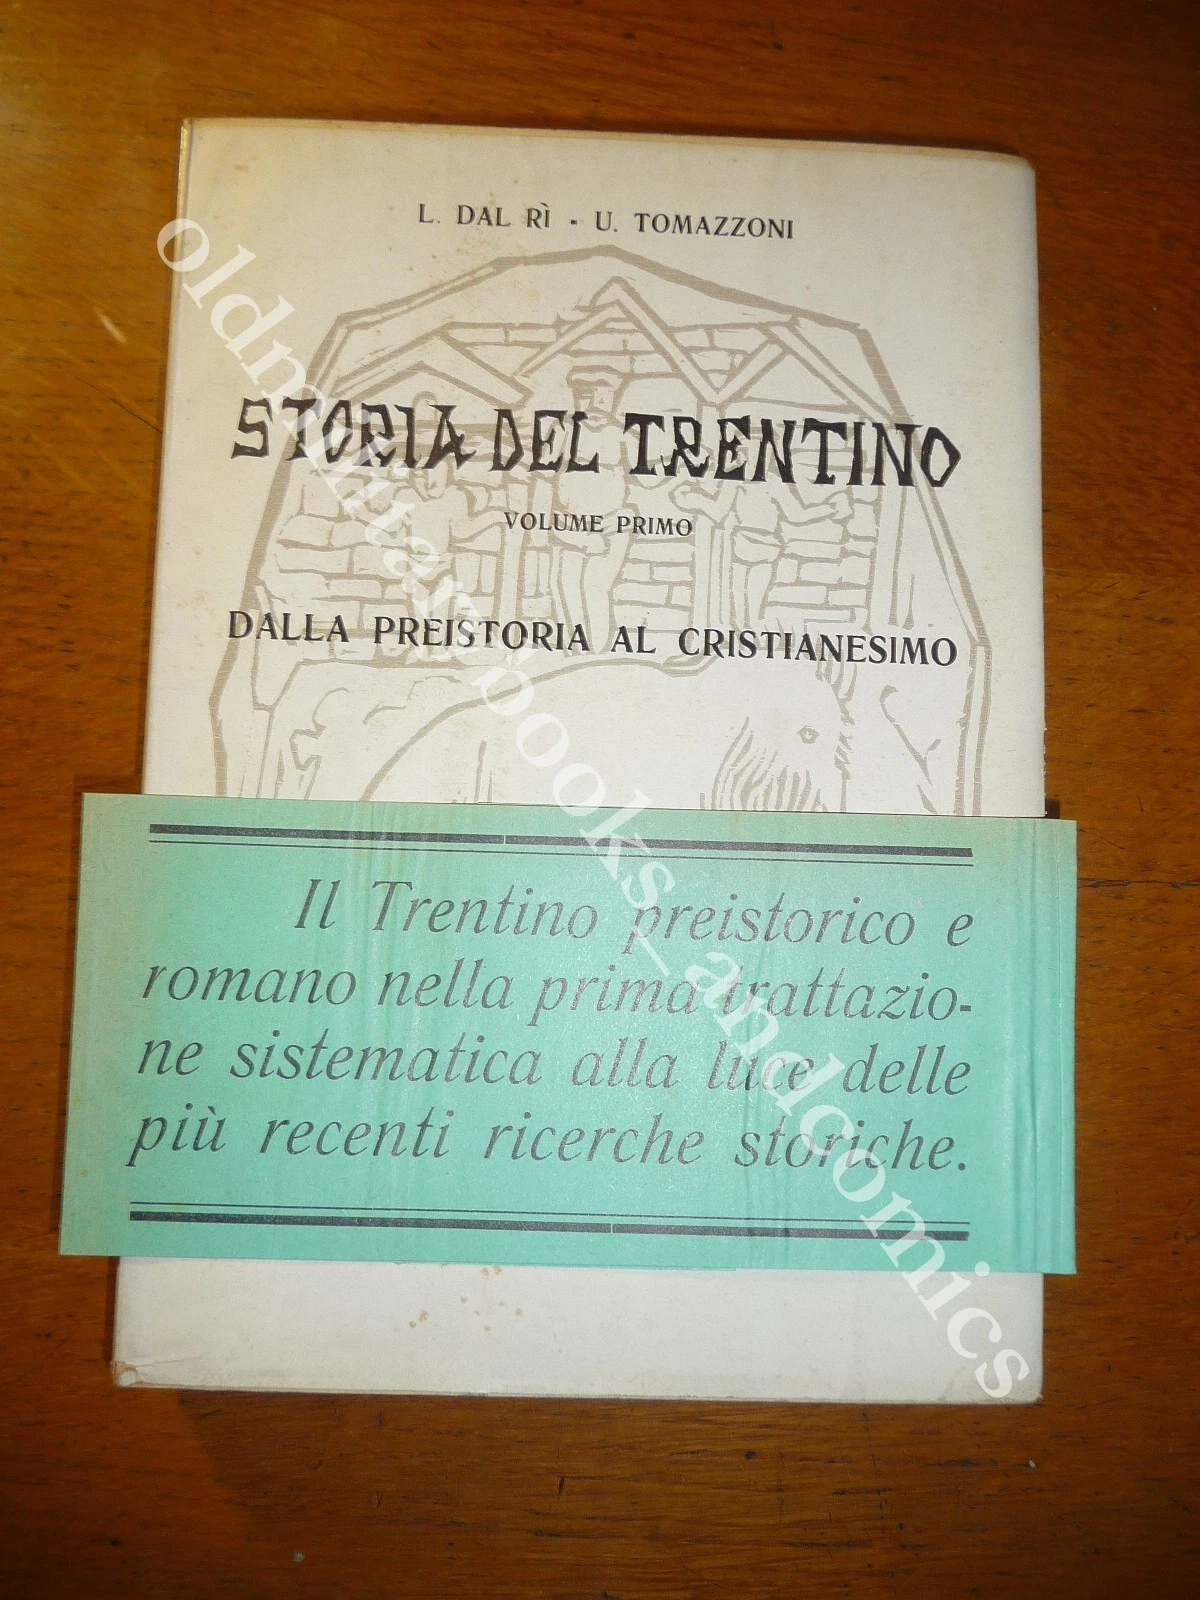 L. DAL RÌ - U. TOMAZZONI
STORIA DEL TRENTINO
VOLUME PRIMO
DALLA PREISTORIA AL CRISTIANESIMO
Il Trentino preistorico e
romano nella prima trattazio-
ne sistematica alla luce delle
più recenti ricerche storiche.
oldmilitarybooks_andcomics